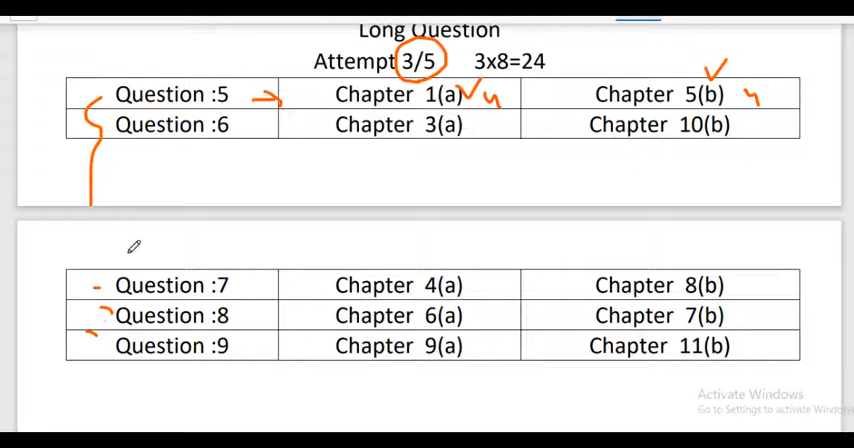 Long Question
Attempt 3/5 3x8=24
Question :5 Chapter 1(a) 4 Chapter 5(b) 4
Question :6 Chapter 3(a) Chapter 10(b)
Question :7 Chapter 4(a) Chapter 8(b)
Question :8 Chapter 6(a) Chapter 7(b)
Question :9 Chapter 9(a) Chapter 11(b)
Activate Windows
Go to Settings to activate Windows